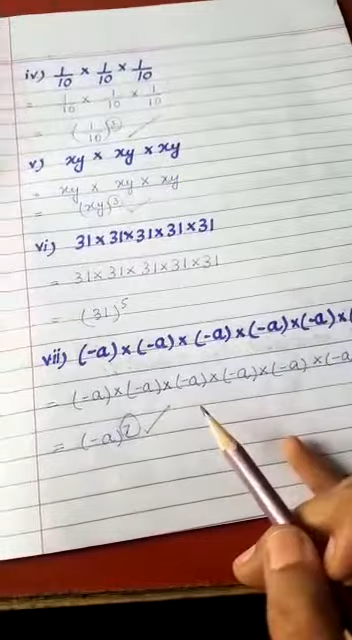 iv) 1/10 × 1/10 × 1/10
= 1/10 × 1/10 × 1/10
= (1/10)³
v) xy × xy × xy
= xy × xy × xy
= (xy)³
vi) 31×31×31×31×31
= 31×31×31×31×31
= (31)⁵
vii) (-a)×(-a)×(-a)×(-a)×(-a)×(
= (-a)×(-a)×(-a)×(-a)×(-a)×(-a
= (-a)